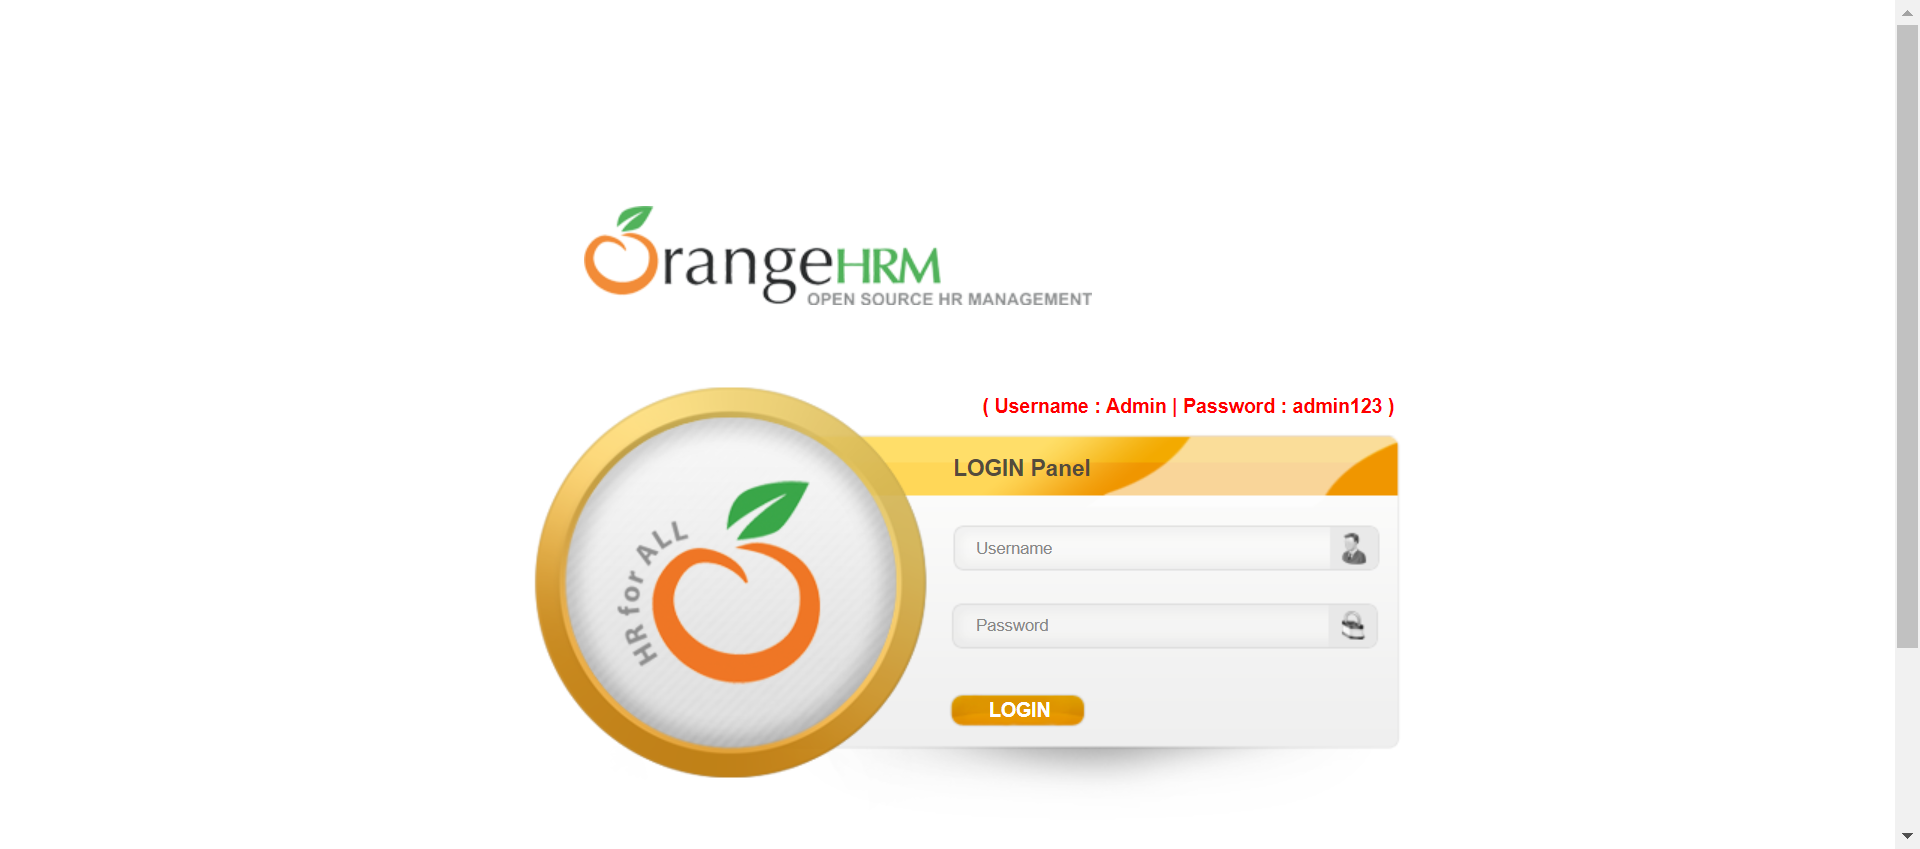 OrangeHRM
OPEN SOURCE HR MANAGEMENT
( Username : Admin | Password : admin123 )
LOGIN Panel
HR for ALL
Username
Password
LOGIN